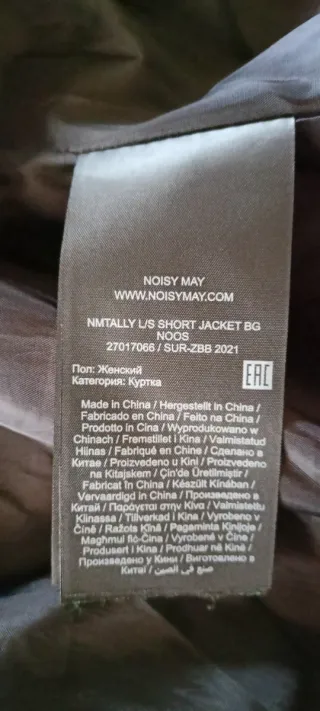 NOISY MAY
WWW.NOISYMAY.COM
NMTALLY L/S SHORT JACKET BG
NOOS
27017066 / SUR-ZBB 2021
Пол: Женский
Категория: Куртка
EAC
Made in China / Hergestellt in China /
Fabricado en China / Feito na China /
Prodotto in Cina / Wyprodukowano w
Chinach / Fremstillet i Kina / Valmistatud
Hiinas / Fabriqué en Chine / Сделано в
Китае / Proizvedeno u Kini / Proizvedeno
na Kitajskem / Çin'de Üretilmiştir /
Fabricat în China / Készült Kínában /
Vervaardigd in China / Произведено в
Китай / Παράγεται στην Κίνα / Valmistettu
Kiinassa / Tillverkad i Kina / Vyrobeno v
Číně / Ražots Ķīnā / Pagaminta Kinijoje /
Magħmul fiċ-Ċina / Vyrobené v Číne /
Produsert i Kina / Prodhuar në Kinë /
Произведено у Кини / Виготовлено в
Китаї / صنع في الصين